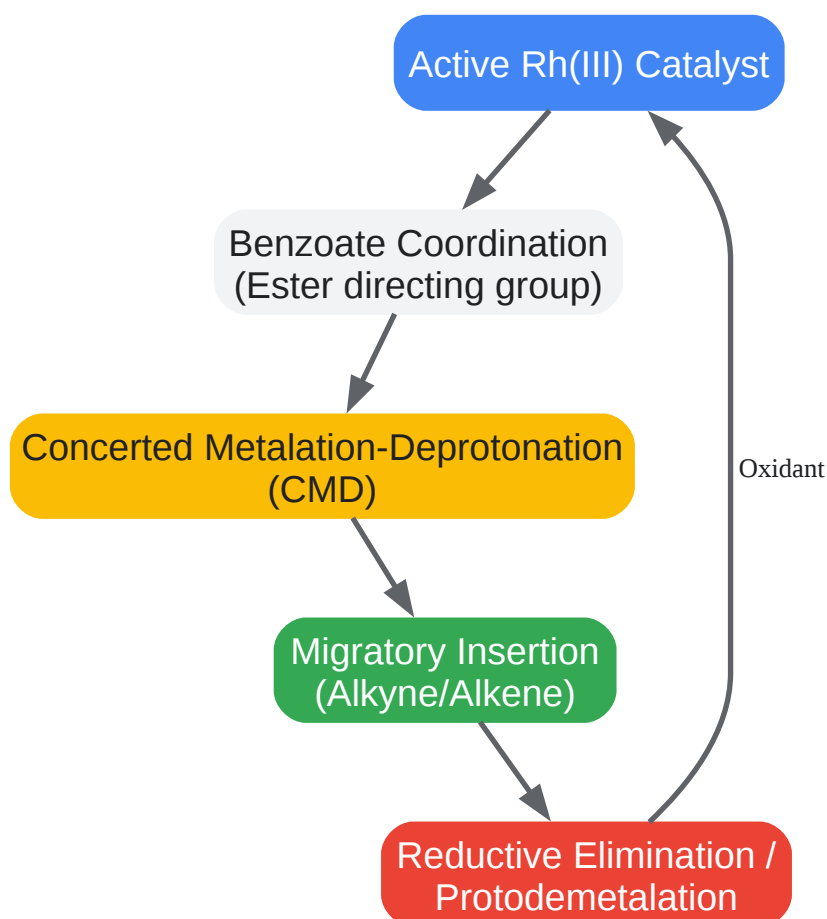 Active Rh(III) Catalyst
Benzoate Coordination
(Ester directing group)
Concerted Metalation-Deprotonation
(CMD)
Oxidant
Migratory Insertion
(Alkyne/Alkene)
Reductive Elimination /
Protodemetalation